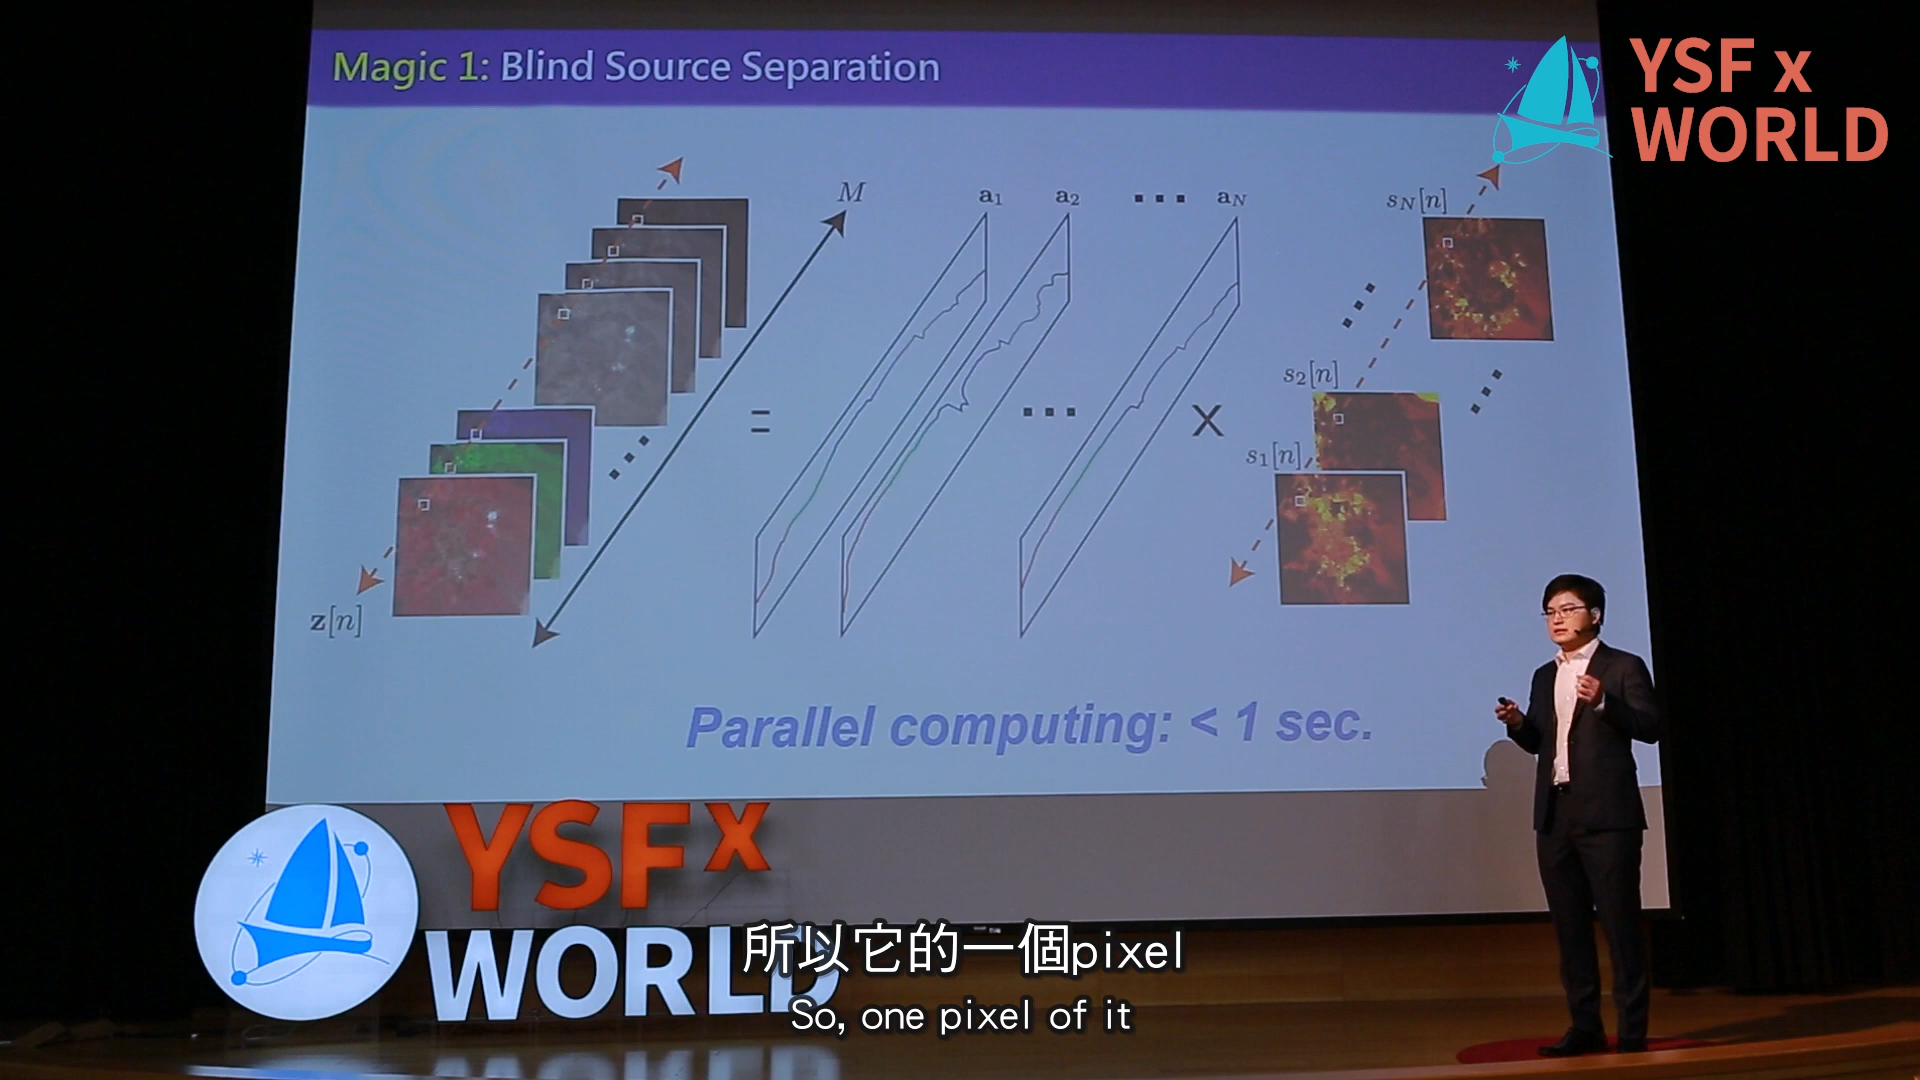 Magic 1: Blind Source Separation
YSF x
WORLD
M
a1
a2
aN
sN[n]
s2[n]
s1[n]
=
X
z[n]
Parallel computing: < 1 sec.
YSF x
WORLD
所以它的一個pixel
So, one pixel of it